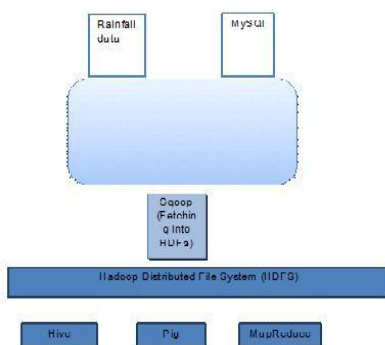 Rainfall
data
MySQl
Sqoop
(Fetchin
g into
HDFs)
Hadoop Distributed File System (HDFS)
Hive
Pig
MapReduce